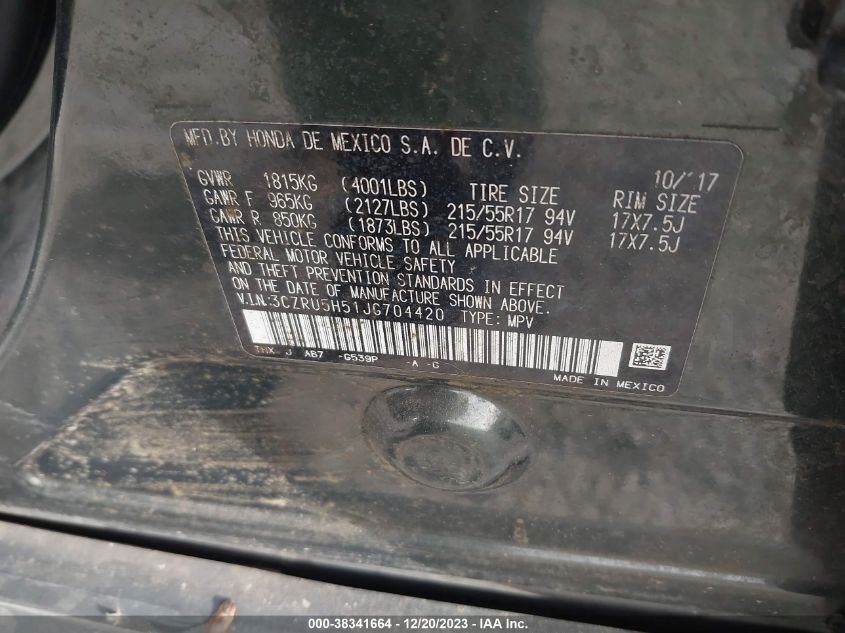 MFD.BY HONDA DE MEXICO S.A. DE C.V.
10/'17
GVWR 1815KG (4001LBS) TIRE SIZE RIM SIZE
GAWR F 965KG (2127LBS) 215/55R17 94V 17X7.5J
GAWR R 850KG (1873LBS) 215/55R17 94V 17X7.5J
THIS VEHICLE CONFORMS TO ALL APPLICABLE
FEDERAL MOTOR VEHICLE SAFETY
AND THEFT PREVENTION STANDARDS IN EFFECT
ON THE DATE OF MANUFACTURE SHOWN ABOVE.
V.I.N:3CZRU5H51JG704420 TYPE: MPV
TNX J AB7 -G539P -A -G
MADE IN MEXICO
000-38341664 - 12/20/2023 - IAA Inc.